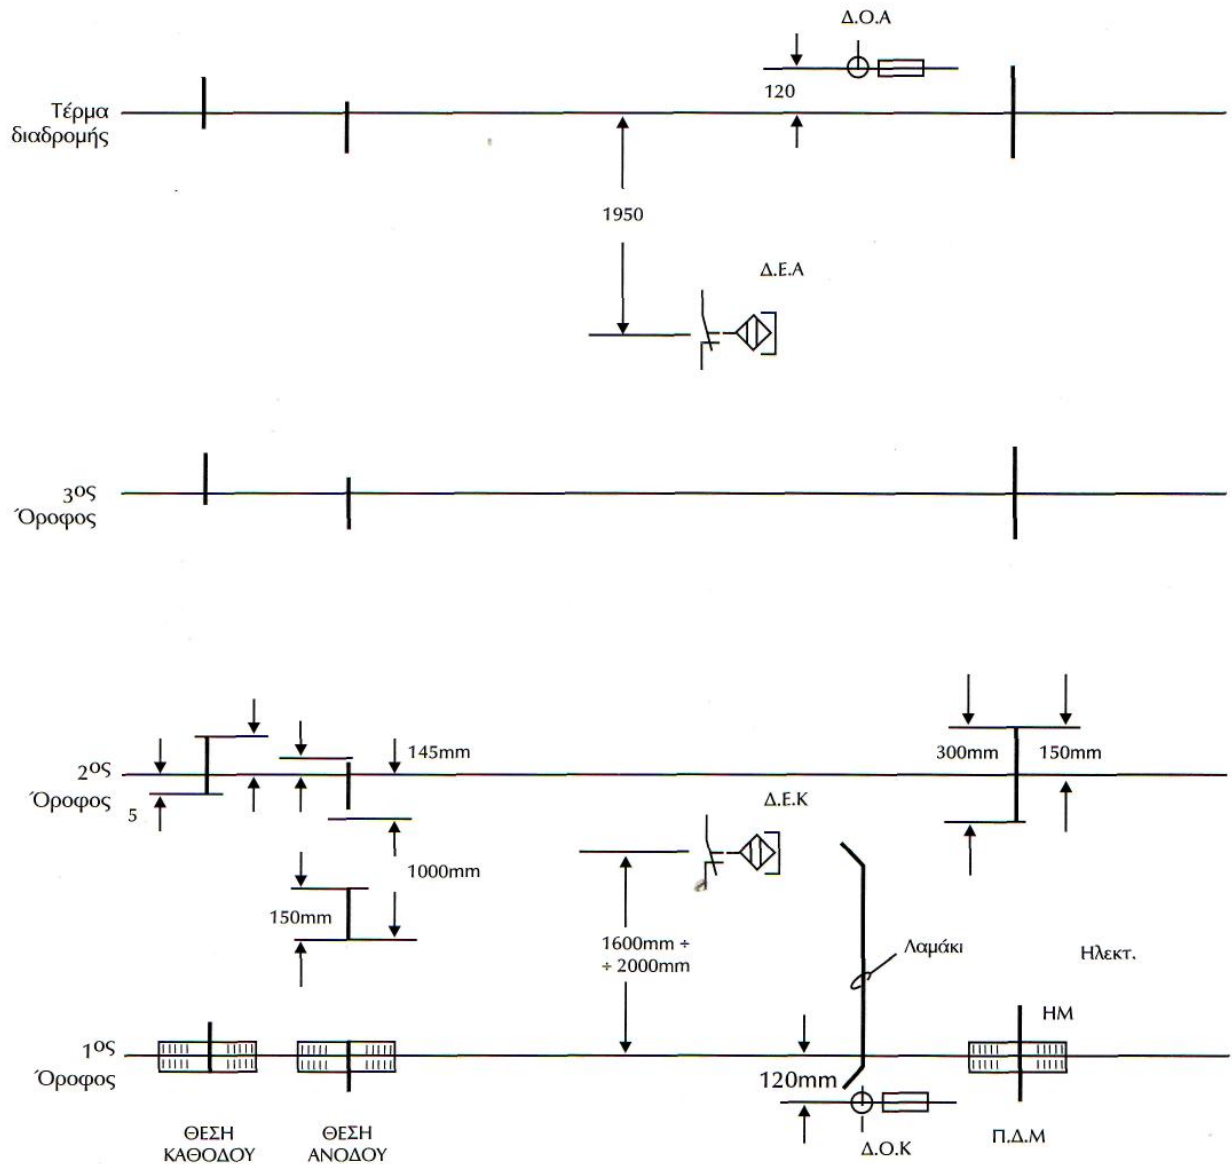 Δ.Ο.Α
120
Τέρμα
διαδρομής
1950
Δ.Ε.Α
3ος
Όροφος
145mm
300mm
150mm
2ος
Όροφος
5
Δ.Ε.Κ
1000mm
150mm
1600mm ÷
÷ 2000mm
Λαμάκι
Ηλεκτ.
ΗΜ
1ος
Όροφος
120mm
ΘΕΣΗ
ΚΑΘΟΔΟΥ
ΘΕΣΗ
ΑΝΟΔΟΥ
Δ.Ο.Κ
Π.Δ.Μ